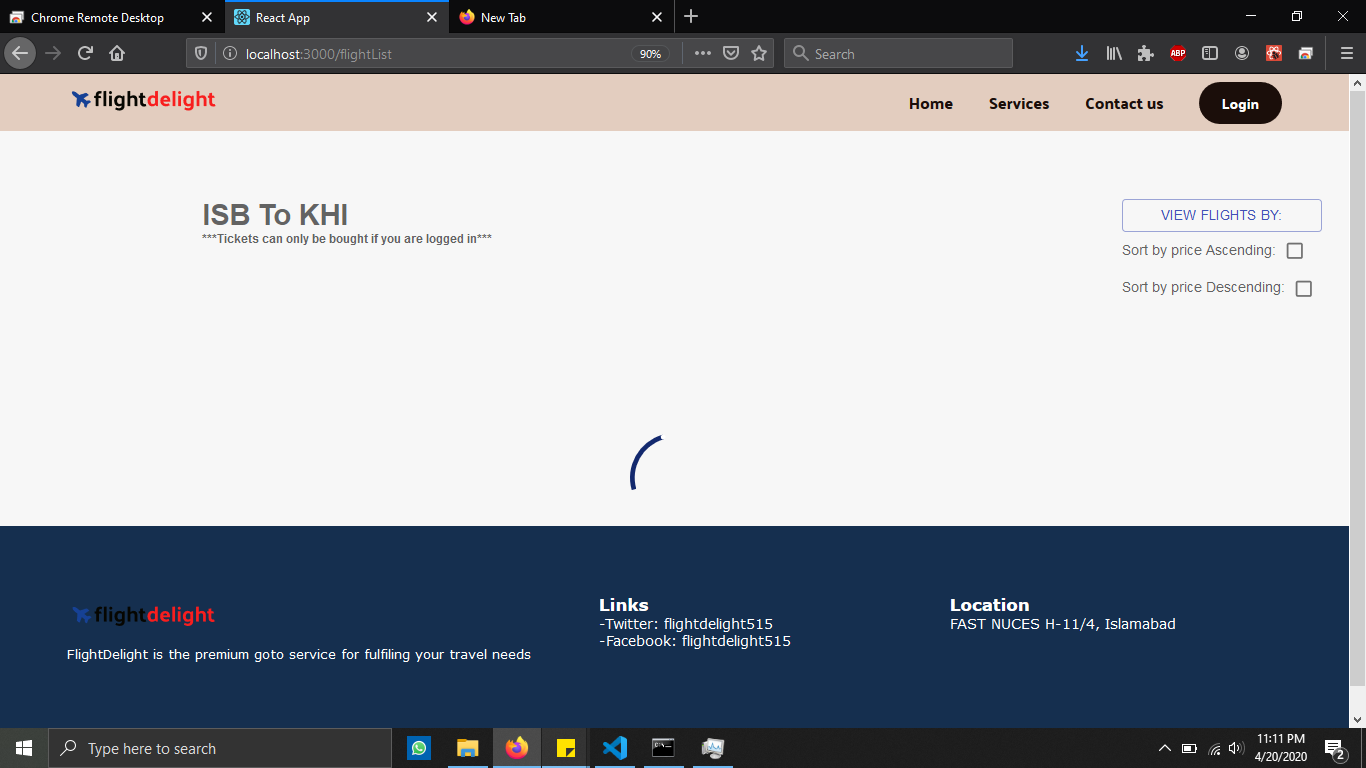 Chrome Remote Desktop
React App
New Tab
localhost:3000/flightList
90%
Search
ABP
flightdelight
Home
Services
Contact us
Login
ISB To KHI
***Tickets can only be bought if you are logged in***
VIEW FLIGHTS BY:
Sort by price Ascending:
Sort by price Descending:
flightdelight
FlightDelight is the premium goto service for fulfiling your travel needs
Links
-Twitter: flightdelight515
-Facebook: flightdelight515
Location
FAST NUCES H-11/4, Islamabad
Type here to search
11:11 PM
4/20/2020
2